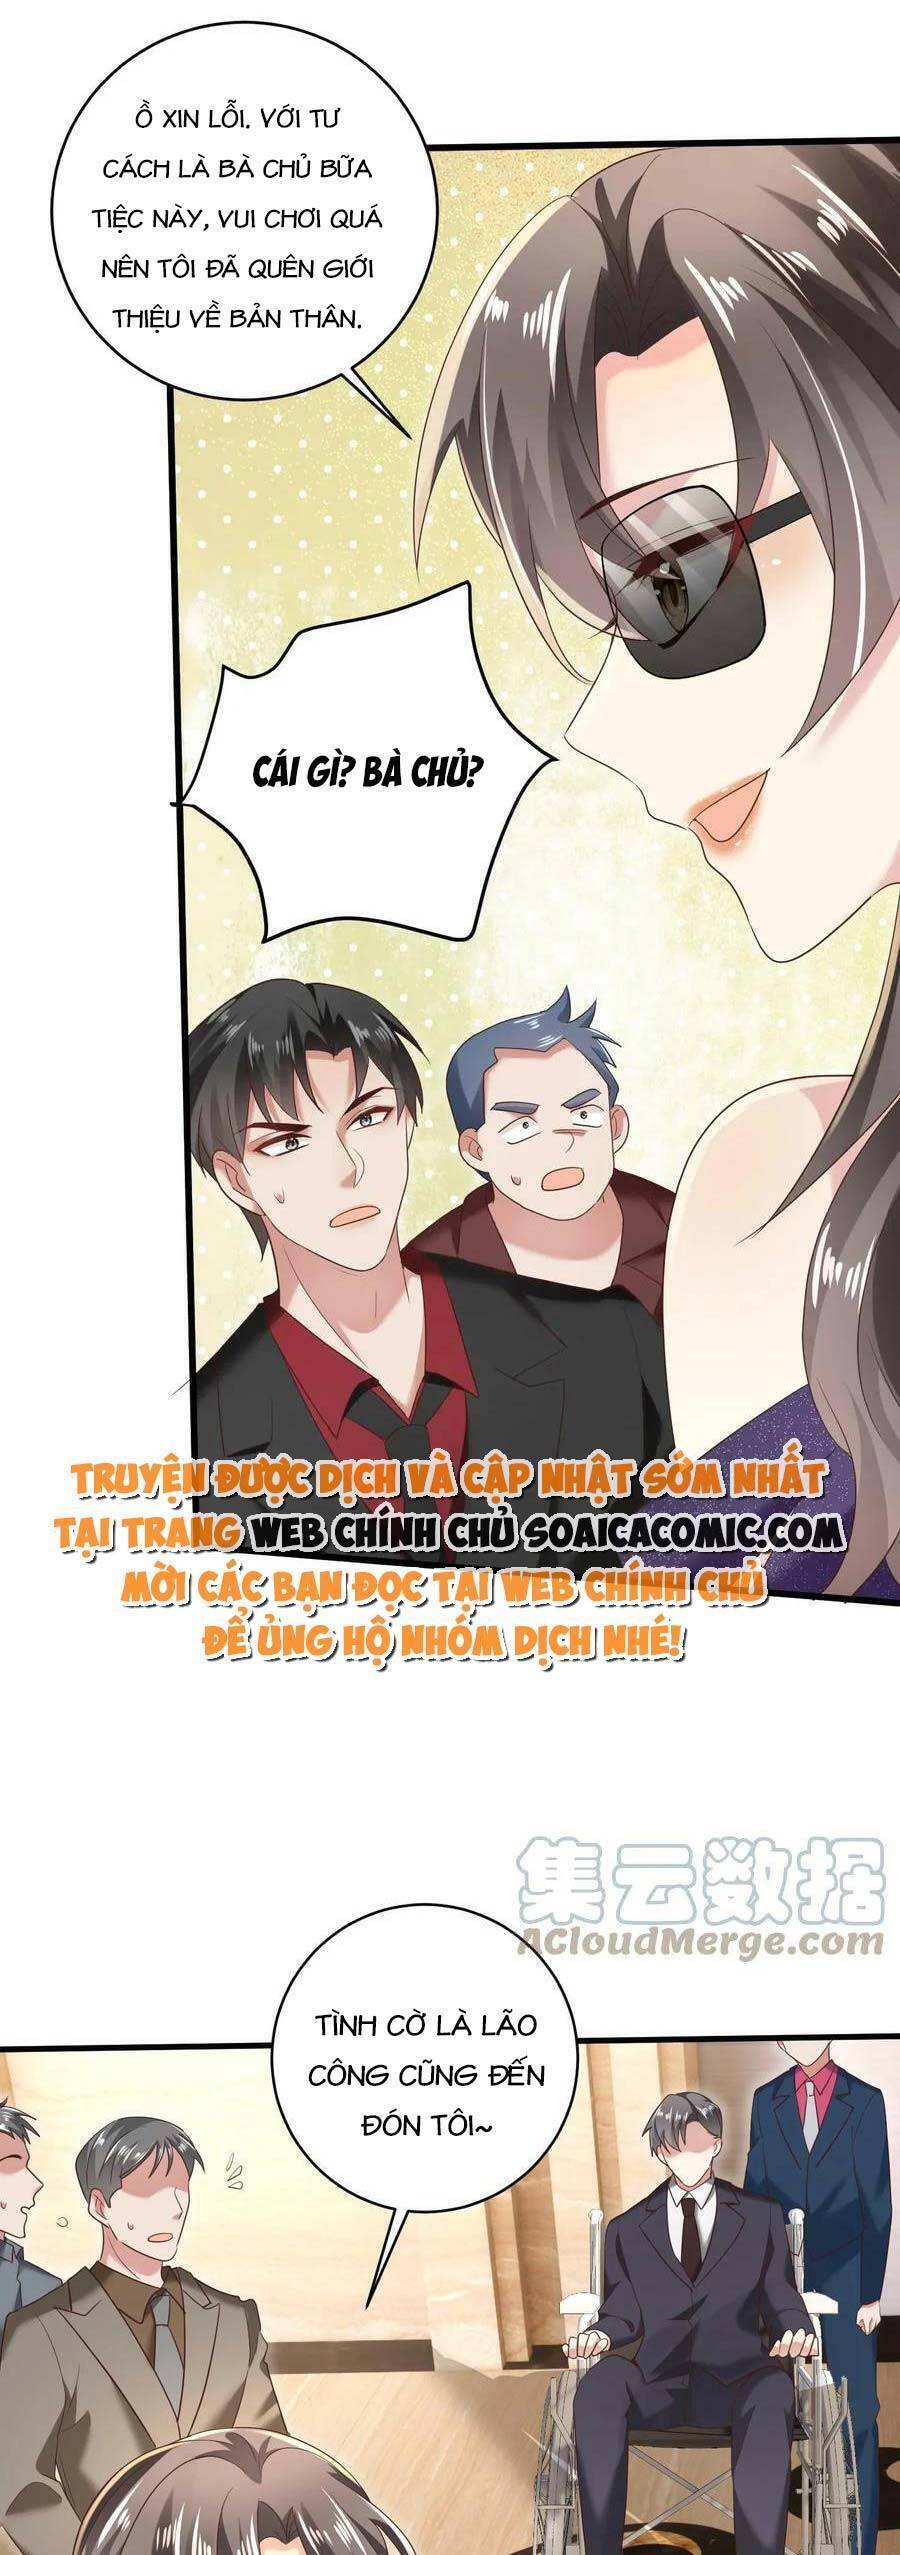 Ồ XIN LỖI. VỚI TƯ
CÁCH LÀ BÀ CHỦ BỮA
TIỆC NÀY, VUI CHƠI QUÁ
NÊN TÔI ĐÃ QUÊN GIỚI
THIỆU VỀ BẢN THÂN.
CÁI GÌ? BÀ CHỦ?
TRUYỆN ĐƯỢC DỊCH VÀ CẬP NHẬT SỚM NHẤT
TẠI TRANG WEB CHÍNH CHỦ SOAICACOMIC.COM
MỜI CÁC BẠN ĐỌC TẠI WEB CHÍNH CHỦ
ĐỂ ỦNG HỘ NHÓM DỊCH NHÉ!
集云数据
ACloudMerge.com
TÌNH CỜ LÀ LÃO
CÔNG CŨNG ĐẾN
ĐÓN TÔI~